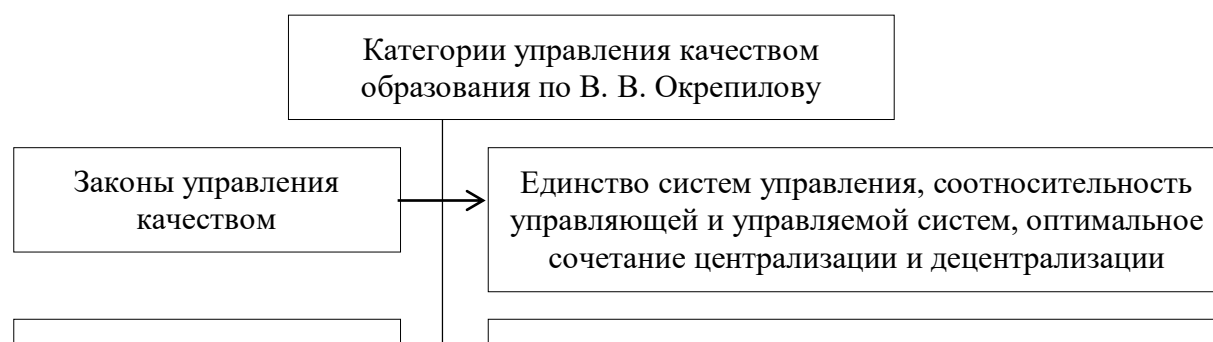 Категории управления качеством
образования по В. В. Окрепилову
Законы управления
качеством
Единство систем управления, соотносительность
управляющей и управляемой систем, оптимальное
сочетание централизации и децентрализации